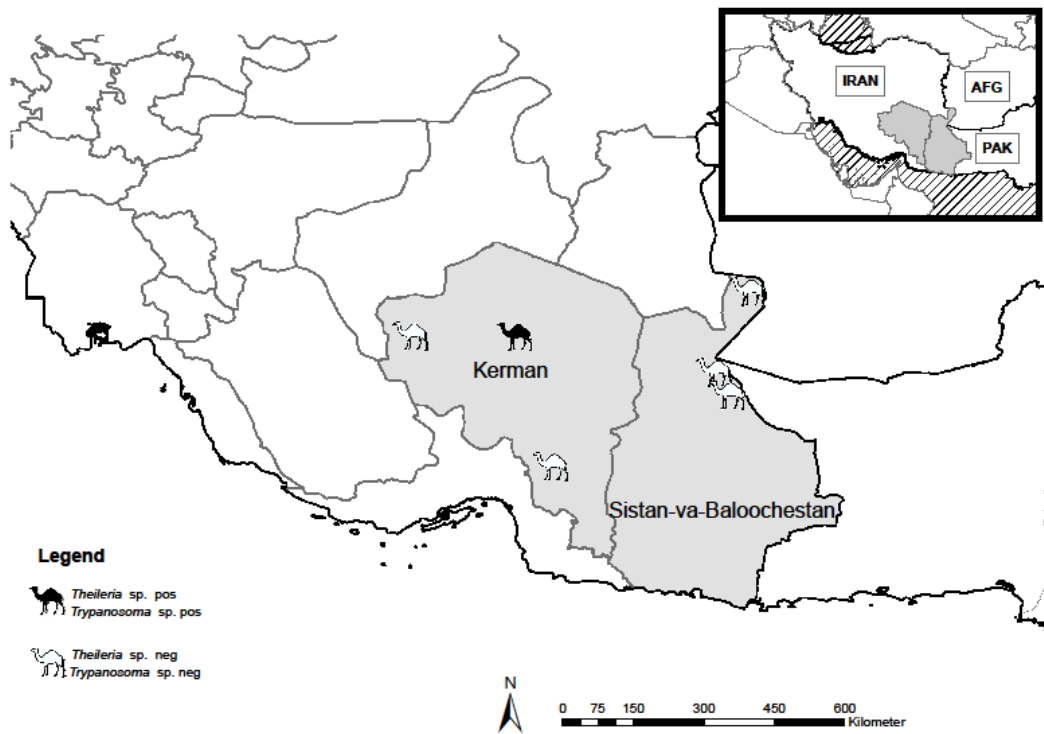 IRAN
AFG
PAK
Kerman
Sistan-va-Baloochestan
Legend
Theileria sp. pos
Trypanosoma sp. pos
Theileria sp. neg
Trypanosoma sp. neg
N
0 75 150 300 450 600
Kilometer